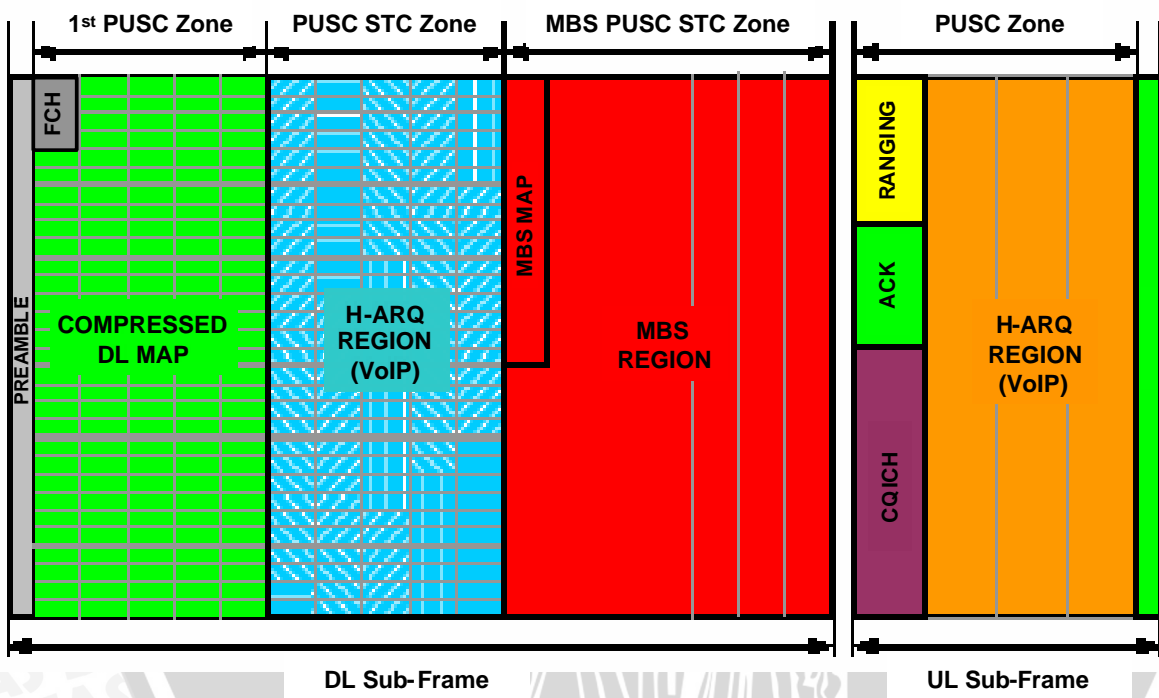 1st PUSC Zone
PUSC STC Zone
MBS PUSC STC Zone
PUSC Zone
PREAMBLE
FCH
COMPRESSED
DL MAP
H-ARQ
REGION
(VoIP)
MBS MAP
MBS
REGION
RANGING
ACK
CQICH
H-ARQ
REGION
(VoIP)
DL Sub-Frame
UL Sub-Frame